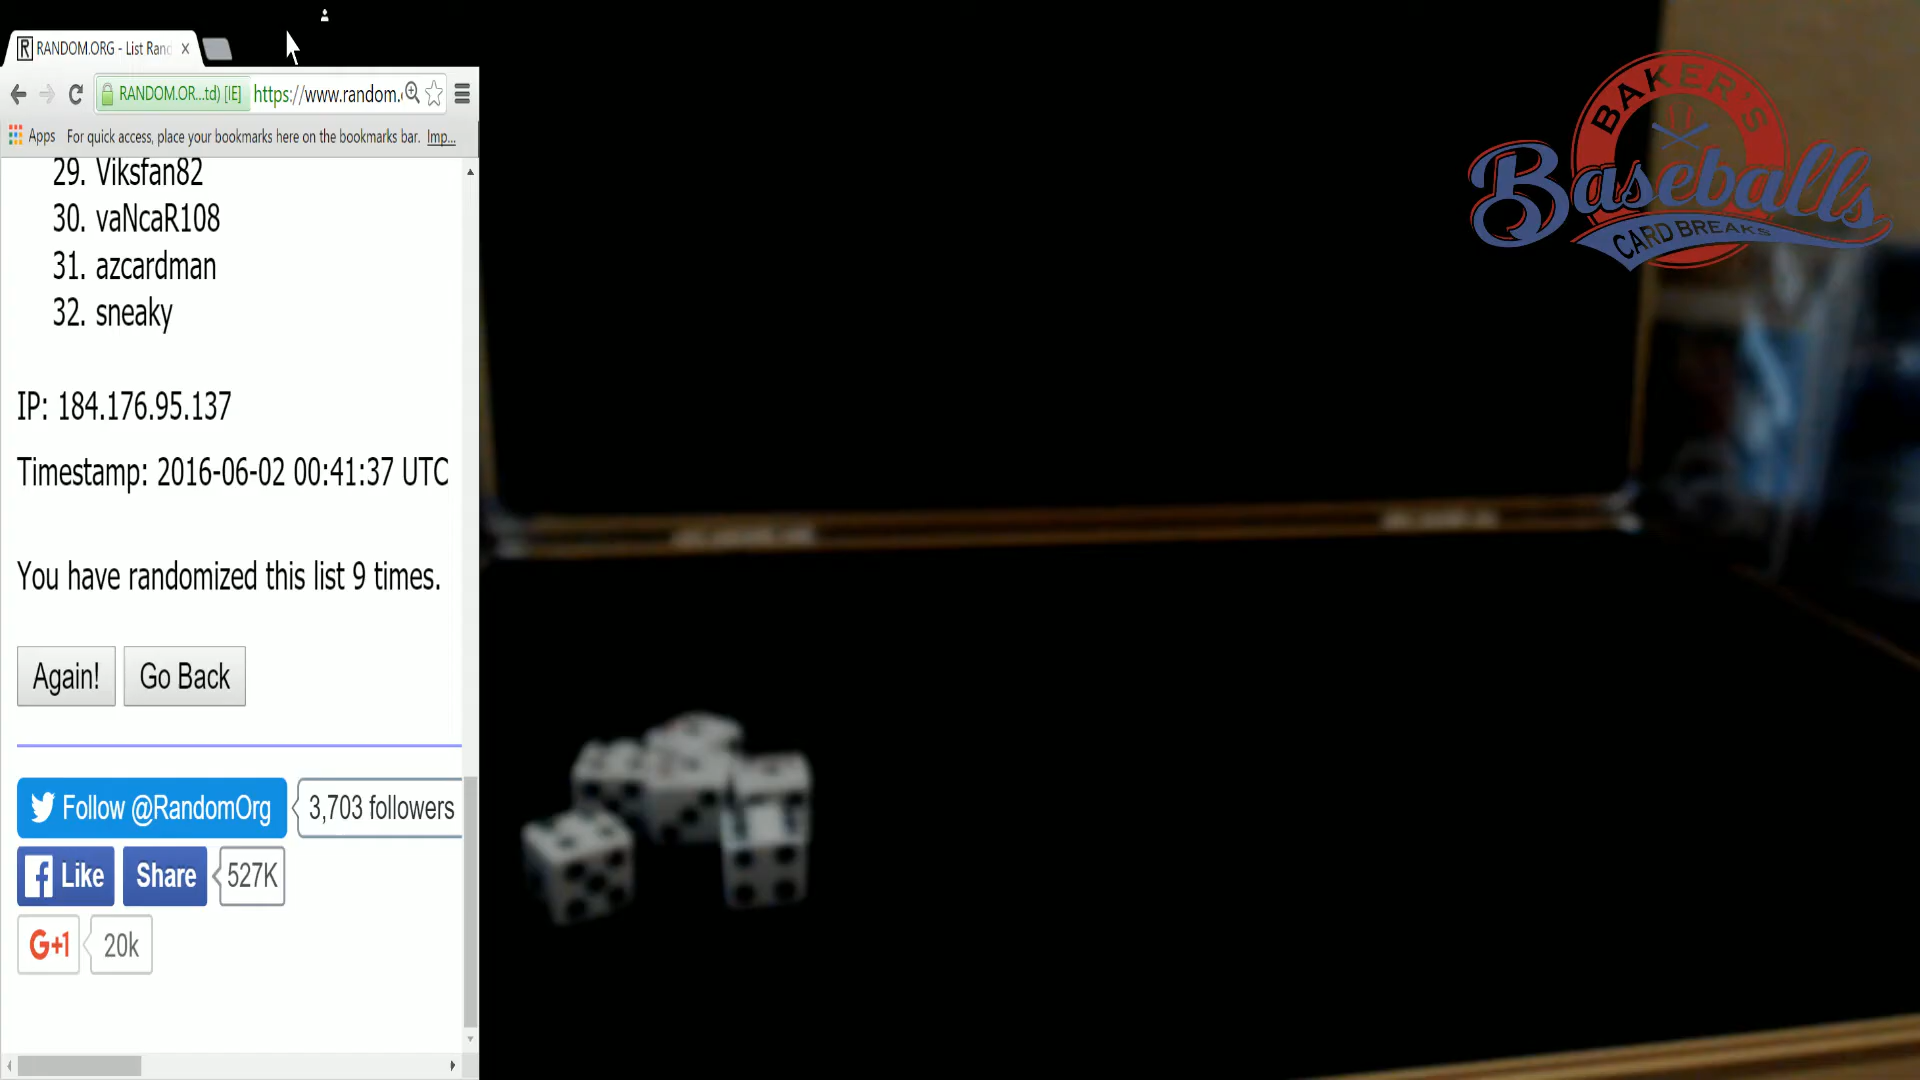 RANDOM.ORG - List Ranc
RANDOM.OR...td) [IE]
https://www.random.
Apps
For quick access, place your bookmarks here on the bookmarks bar. Imp...
29. Viksfan82
30. vaNcaR108
31. azcardman
32. sneaky
IP: 184.176.95.137
Timestamp: 2016-06-02 00:41:37 UTC
You have randomized this list 9 times.
Again!
Go Back
Follow @RandomOrg
3,703 followers
Like
Share
527K
G+1
20k
BAKER'S
Baseballs
CARD BREAKS